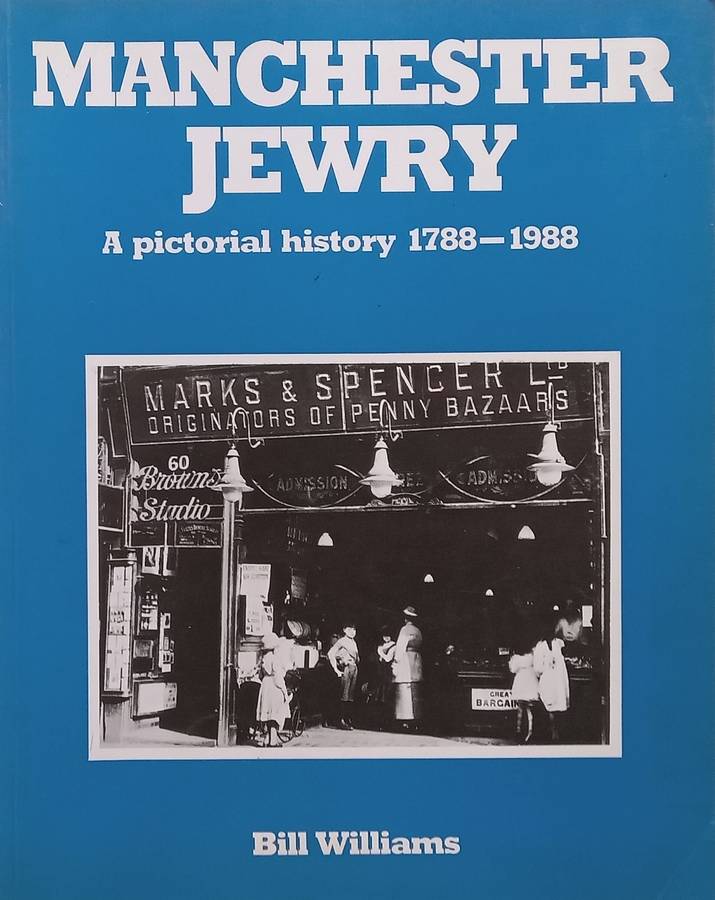 MANCHESTER
JEWRY
A pictorial history 1788—1988
MARKS & SPENCER LTD
ORIGINATORS OF PENNY BAZAARS
60
Browns
Studio
ADMISSION
ADMISSION
GREAT
BARGAIN
Bill Williams